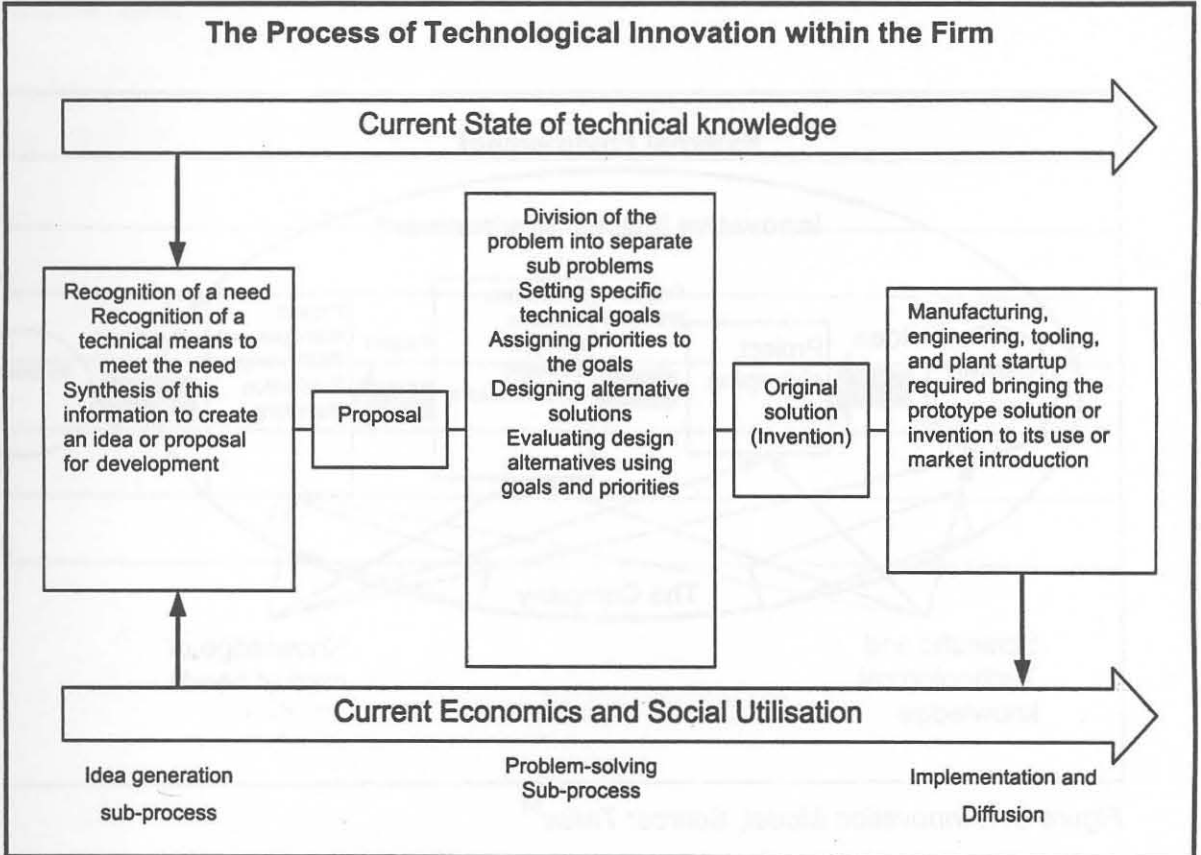 The Process of Technological Innovation within the Firm
Current State of technical knowledge
Recognition of a need
Recognition of a
technical means to
meet the need
Synthesis of this
information to create
an idea or proposal
for development
Proposal
Division of the
problem into separate
sub problems
Setting specific
technical goals
Assigning priorities to
the goals
Designing alternative
solutions
Evaluating design
alternatives using
goals and priorities
Original
solution
(Invention)
Manufacturing,
engineering, tooling,
and plant startup
required bringing the
prototype solution or
invention to its use or
market introduction
Current Economics and Social Utilisation
Idea generation
sub-process
Problem-solving
Sub-process
Implementation and
Diffusion